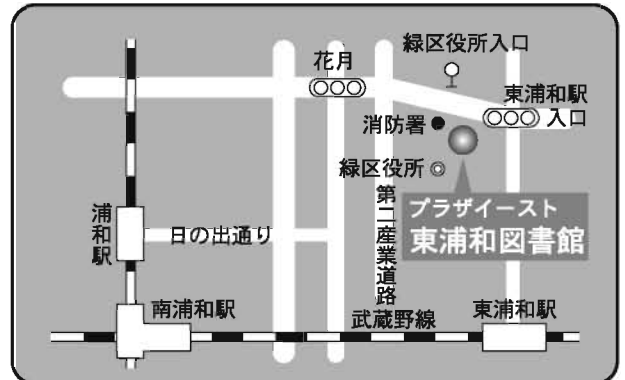 緑区役所入口
花月
東浦和駅
入口
消防署
緑区役所
プラザイースト
東浦和図書館
第二産業道路
浦和駅
日の出通り
南浦和駅
武蔵野線
東浦和駅